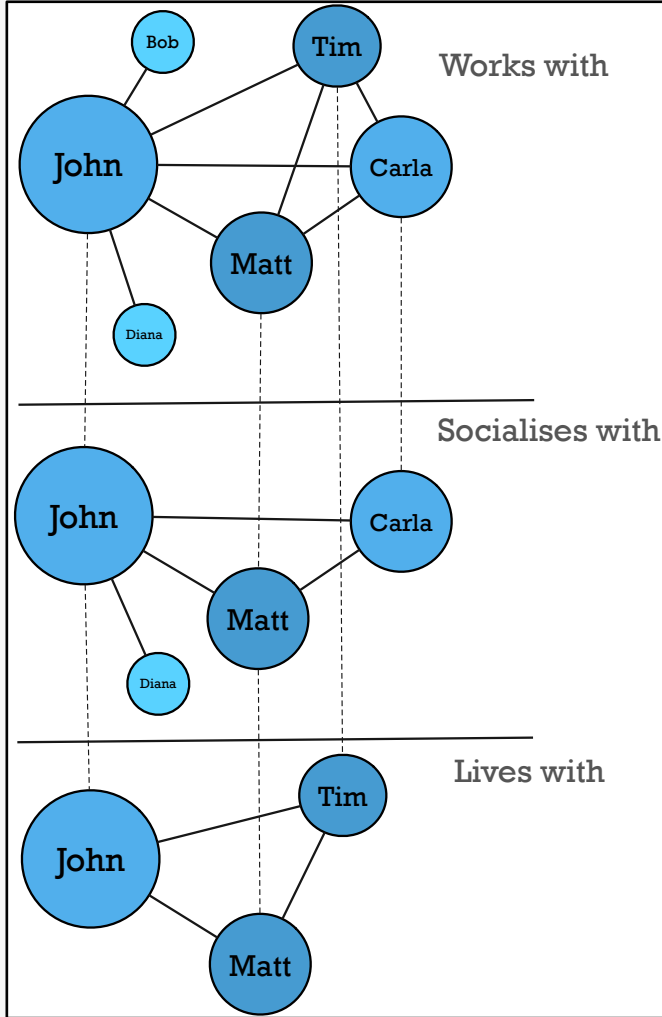 Bob
Tim
Works with
John
Carla
Matt
Diana
Socialises with
John
Carla
Matt
Diana
Lives with
Tim
John
Matt